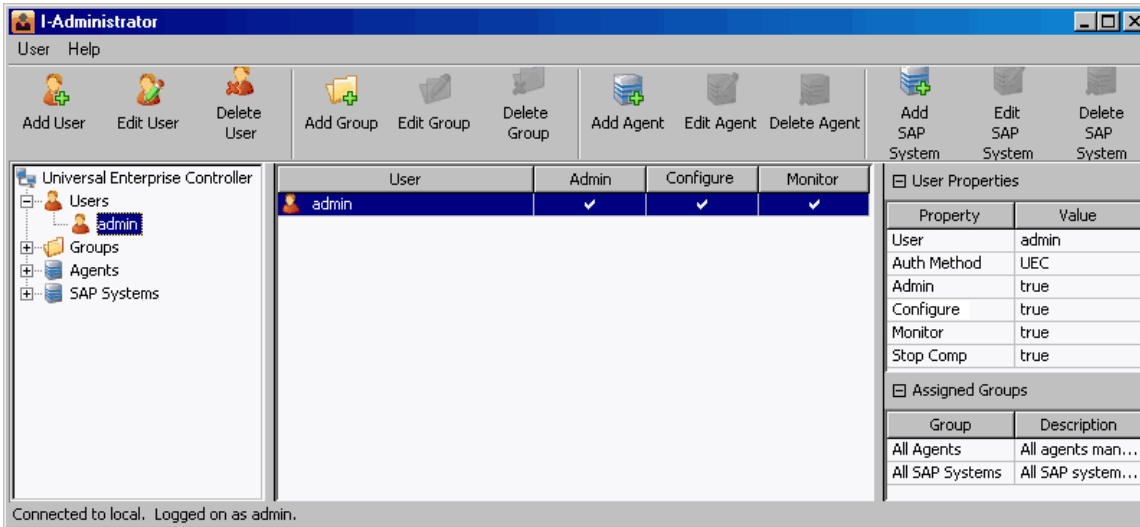 I-Administrator
User Help
Add User Edit User Delete User Add Group Edit Group Delete Group Add Agent Edit Agent Delete Agent Add SAP System Edit SAP System Delete SAP System
Universal Enterprise Controller
Users
admin
Groups
Agents
SAP Systems
User Admin Configure Monitor
admin
User Properties
Property Value
User admin
Auth Method UEC
Admin true
Configure true
Monitor true
Stop Comp true
Assigned Groups
Group Description
All Agents All agents man...
All SAP Systems All SAP system...
Connected to local. Logged on as admin.